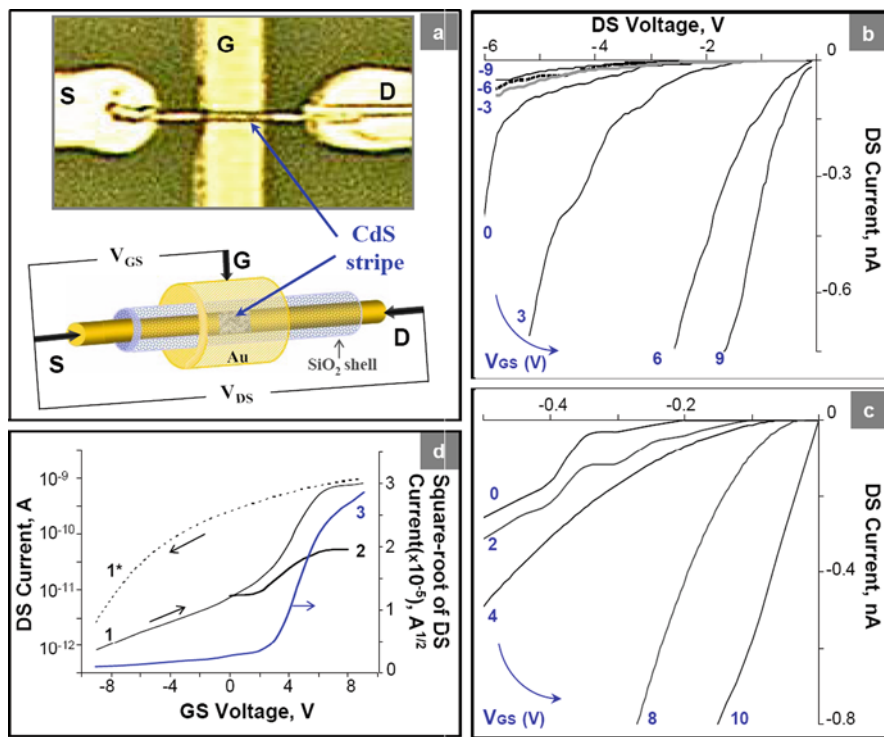 a
G
S
D
CdS
stripe
V_GS
G
S
Au
SiO2 shell
D
V_DS
b
DS Voltage, V
-6 -4 -2 0
0
-0.3
-0.6
DS Current, nA
-9
-6
-3
0
3
6
9
V_GS (V)
c
-0.4 -0.2 0
0
-0.4
-0.8
DS Current, nA
0
2
4
8
10
V_GS (V)
d
DS Current, A
10^-9
10^-10
10^-11
10^-12
1*
1
2
3
3
2
1
0
Square-root of DS
Current(×10^-5), A^1/2
-8 -4 0 4 8
GS Voltage, V